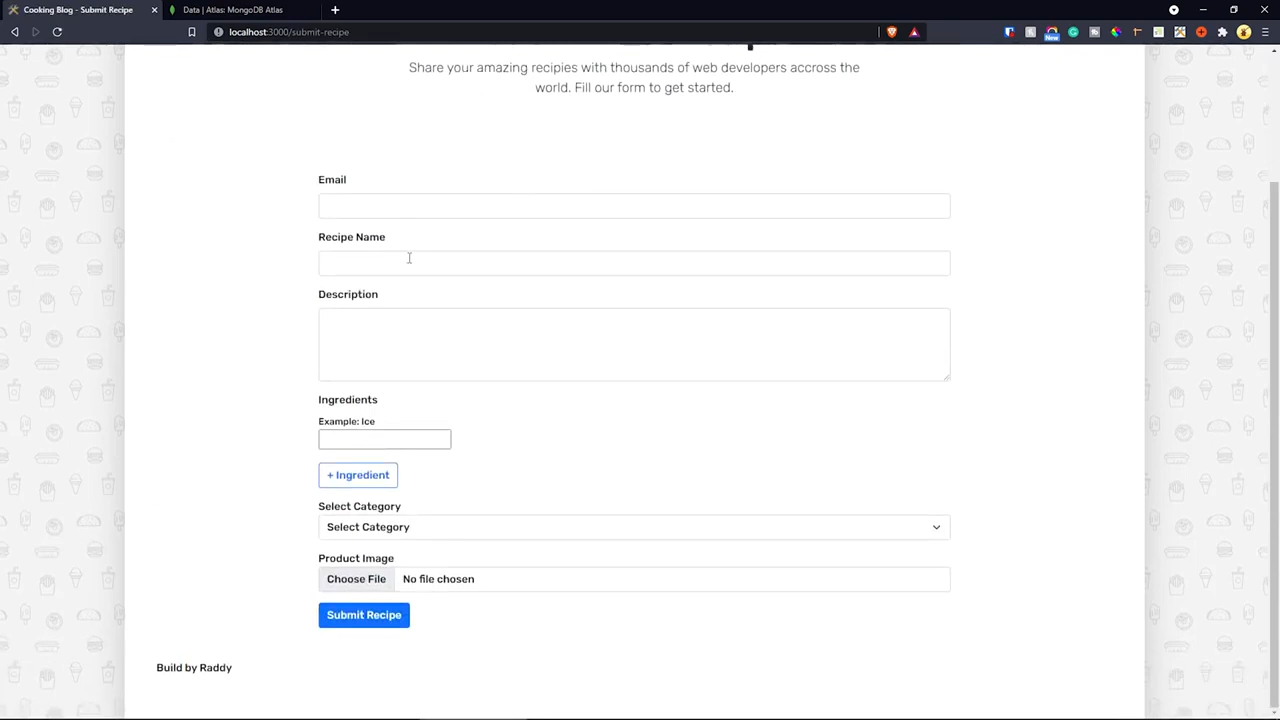 Cooking Blog - Submit Recipe
Data | Atlas: MongoDB Atlas
localhost:3000/submit-recipe
New
Share your amazing recipies with thousands of web developers accross the
world. Fill our form to get started.
Email
Recipe Name
Description
Ingredients
Example: Ice
+ Ingredient
Select Category
Select Category
Product Image
Choose File No file chosen
Submit Recipe
Build by Raddy